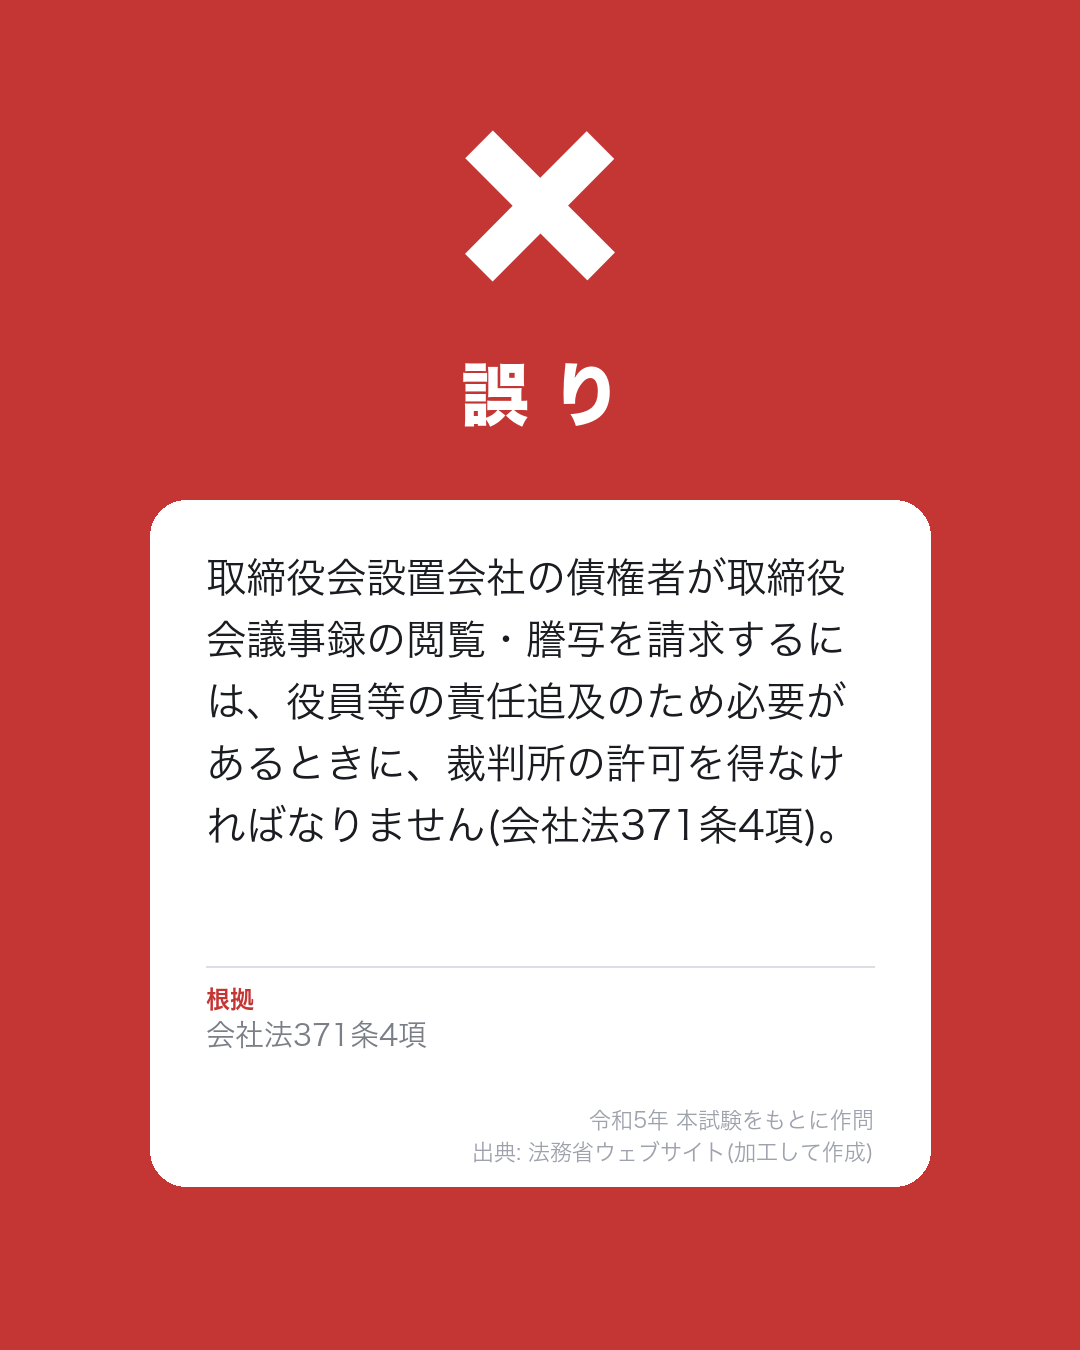 誤り
取締役会設置会社の債権者が取締役
会議事録の閲覧・謄写を請求するに
は、役員等の責任追及のため必要が
あるときに、裁判所の許可を得なけ
ればなりません(会社法371条4項)。
根拠
会社法371条4項
令和5年 本試験をもとに作問
出典: 法務省ウェブサイト(加工して作成)